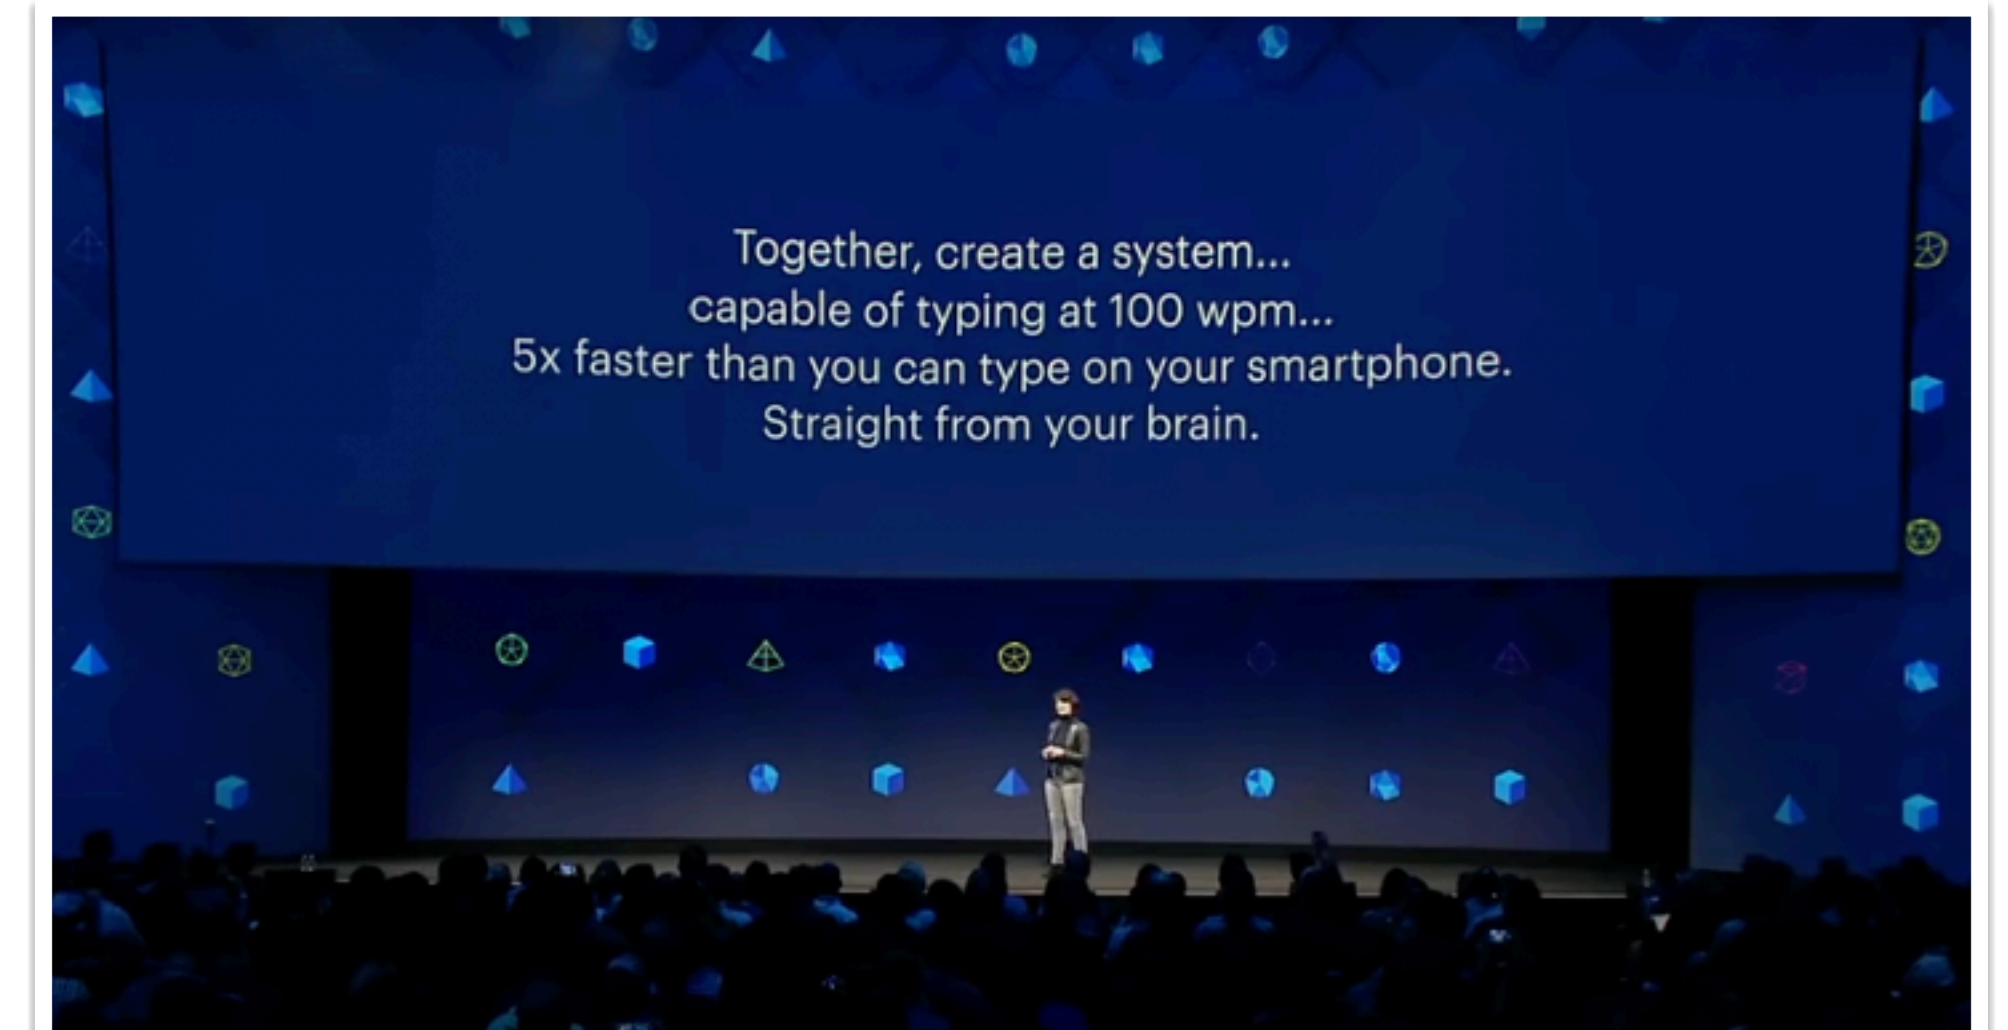 Together, create a system...
capable of typing at 100 wpm...
5x faster than you can type on your smartphone.
Straight from your brain.